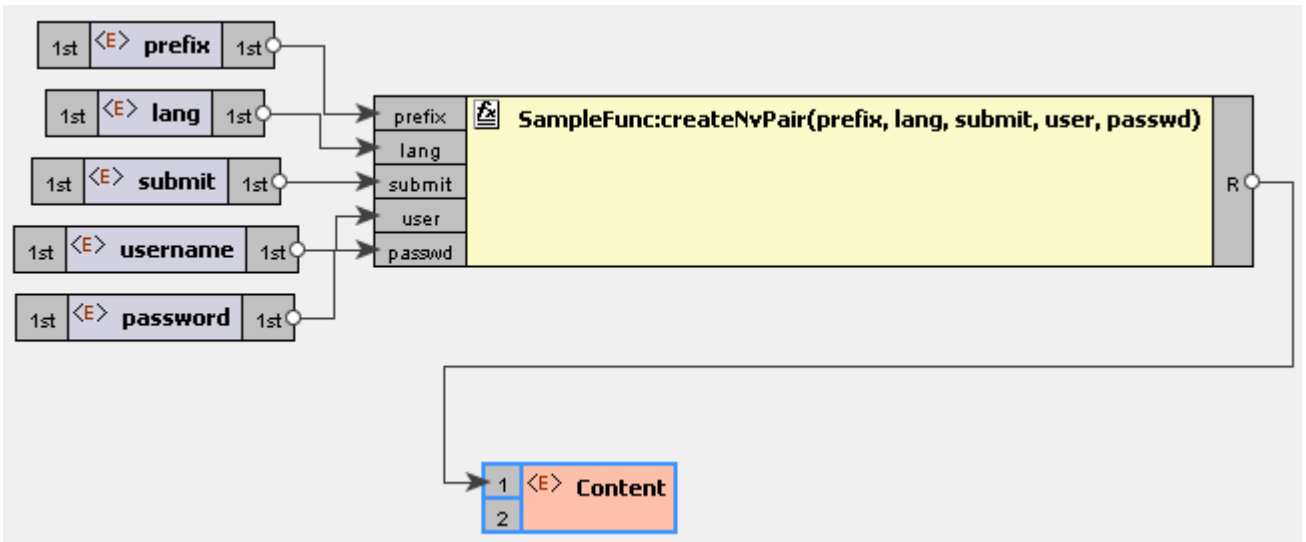 1st <E> prefix 1st
1st <E> lang 1st
1st <E> submit 1st
1st <E> username 1st
1st <E> password 1st
prefix
lang
submit
user
passwd
SampleFunc:createNvPair(prefix, lang, submit, user, passwd)
R
1 <E> Content
2